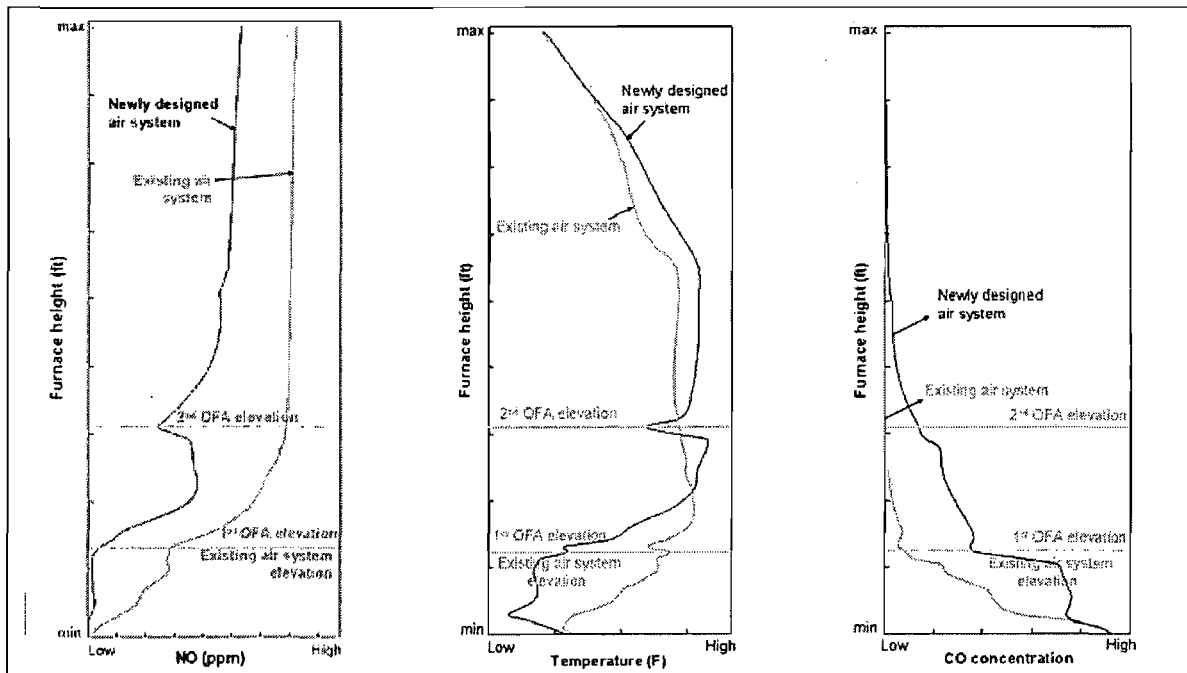 max
Newly designed
air system
Existing air
system
Furnace height (ft)
2nd OFA elevation
1st OFA elevation
Existing air system
elevation
min
Low
NO (ppm)
High
max
Newly designed
air system
Existing air system
Furnace height (ft)
2nd OFA elevation
1st OFA elevation
Existing air system
elevation
min
Low
Temperature (F)
High
max
Newly designed
air system
Existing air system
Furnace height (ft)
2nd OFA elevation
1st OFA elevation
Existing air system
elevation
min
Low
CO concentration
High